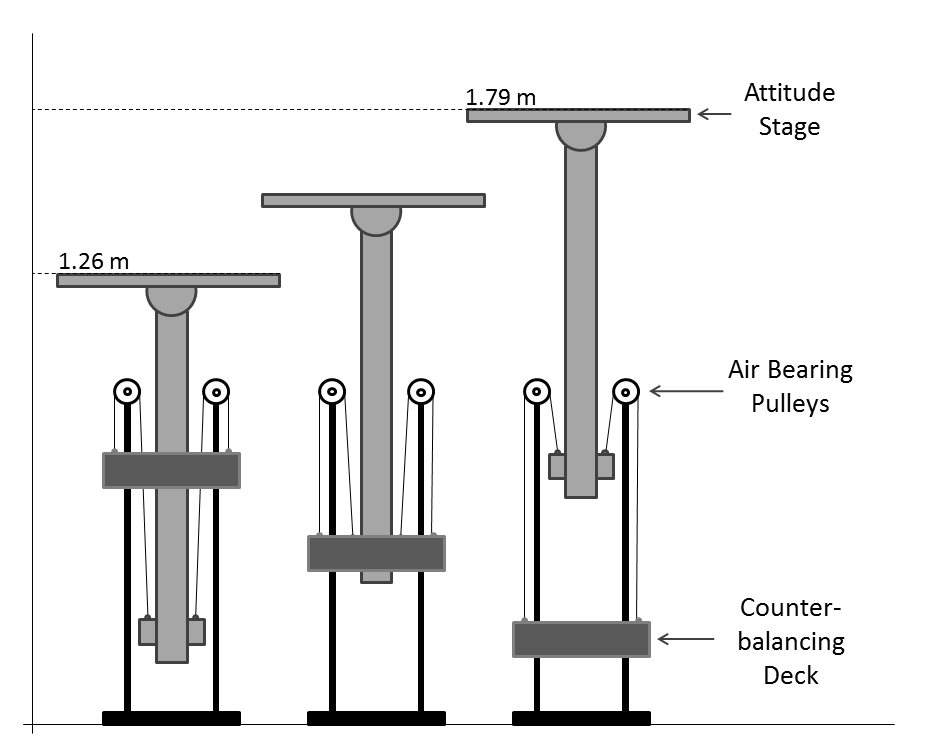 1.79 m
Attitude
Stage
1.26 m
Air Bearing
Pulleys
Counter-
balancing
Deck